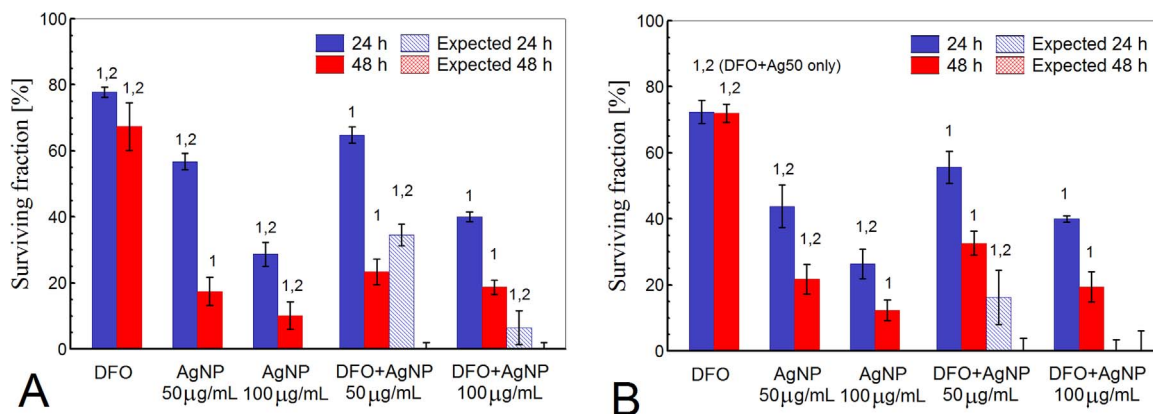 100
80
60
40
20
0
Surviving fraction [%]
24 h Expected 24 h
48 h Expected 48 h
1,2
1,2
1,2
1
1,2
1
1
1
1,2
1
1
1,2
DFO
AgNP
50µg/mL
AgNP
100µg/mL
DFO+AgNP
50µg/mL
DFO+AgNP
100µg/mL
A
100
80
60
40
20
0
Surviving fraction [%]
24 h Expected 24 h
48 h Expected 48 h
1,2 (DFO+Ag50 only)
1,2
1,2
1,2
1,2
1
1
1
1,2
1
1
DFO
AgNP
50µg/mL
AgNP
100µg/mL
DFO+AgNP
50µg/mL
DFO+AgNP
100µg/mL
B